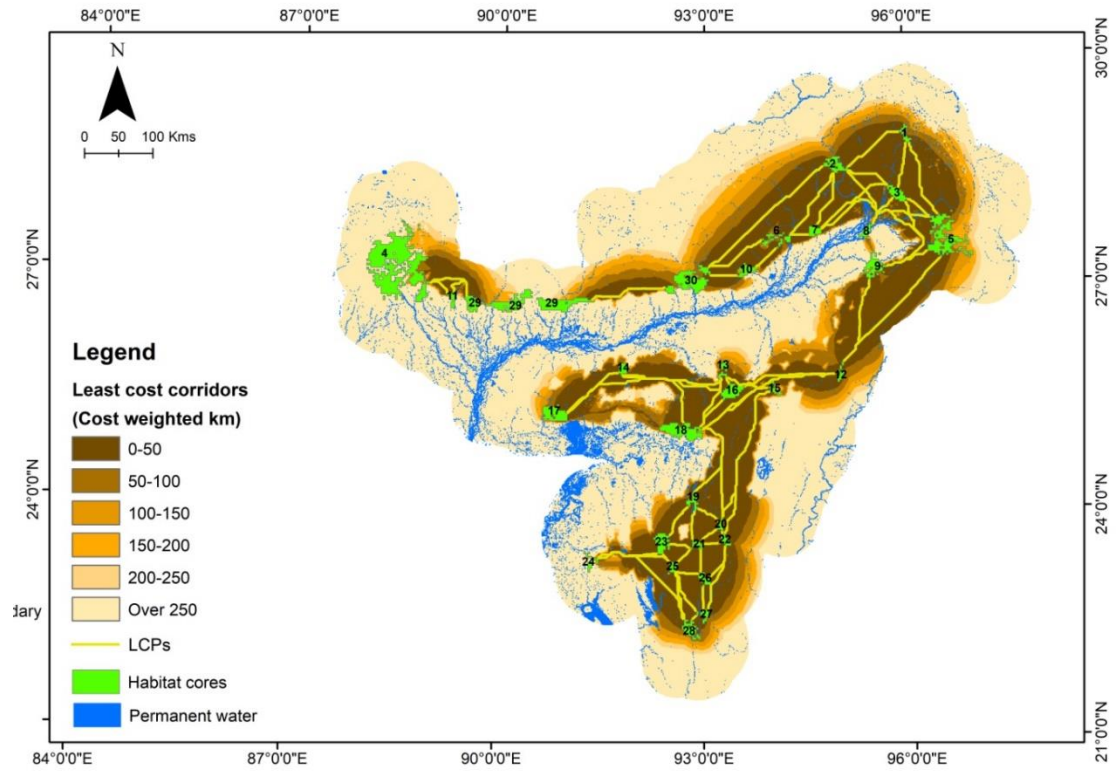 84°0'0"E 87°0'0"E 90°0'0"E 93°0'0"E 96°0'0"E
30°0'0"N
N
0 50 100 Kms
1
2
3
4
5
6
7
8
9
27°0'0"N
27°0'0"N
30
10
11
29
29
29
12
13
14
15
16
17
18
Legend
Least cost corridors
(Cost weighted km)
0-50
50-100
100-150
150-200
200-250
Over 250
LCPs
Habitat cores
Permanent water
dary
24°0'0"N
24°0'0"N
19
20
21
22
23
24
25
26
27
28
21°0'0"N
84°0'0"E 87°0'0"E 90°0'0"E 93°0'0"E 96°0'0"E